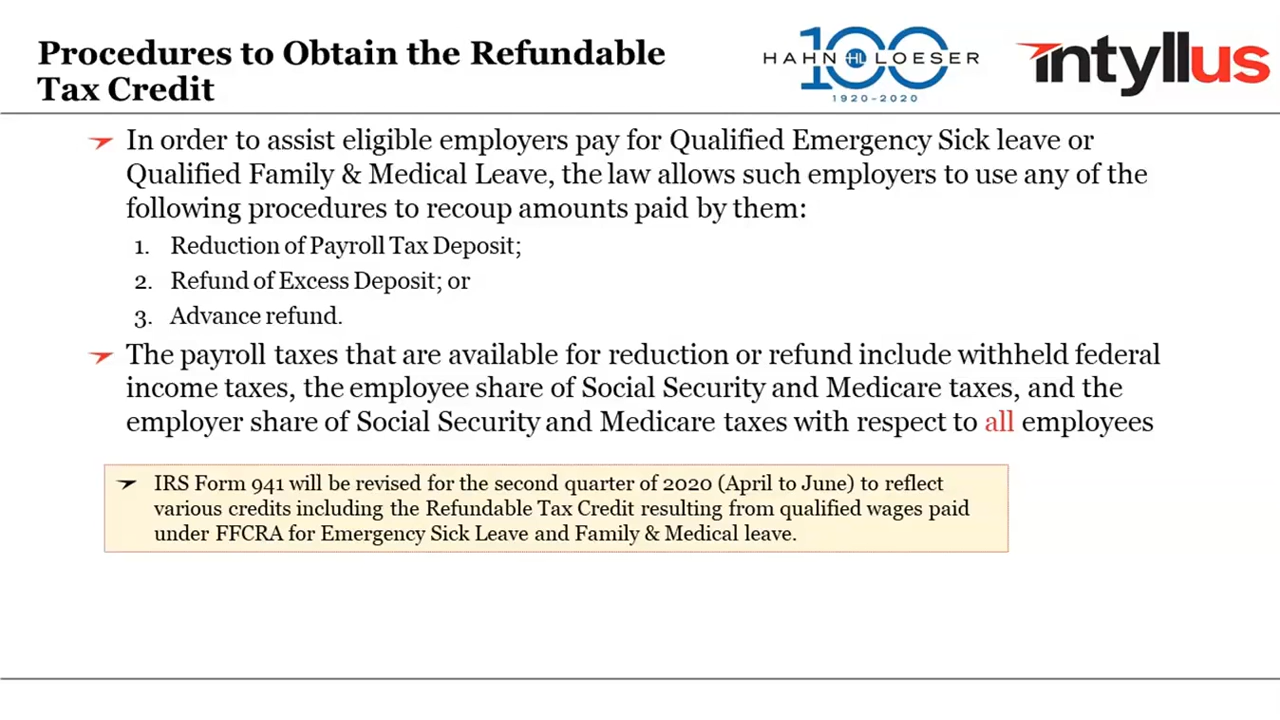 Procedures to Obtain the Refundable
Tax Credit
100
HAHN HL LOESER
1920-2020
intyllus
In order to assist eligible employers pay for Qualified Emergency Sick leave or
Qualified Family & Medical Leave, the law allows such employers to use any of the
following procedures to recoup amounts paid by them:
1. Reduction of Payroll Tax Deposit;
2. Refund of Excess Deposit; or
3. Advance refund.
The payroll taxes that are available for reduction or refund include withheld federal
income taxes, the employee share of Social Security and Medicare taxes, and the
employer share of Social Security and Medicare taxes with respect to all employees
IRS Form 941 will be revised for the second quarter of 2020 (April to June) to reflect
various credits including the Refundable Tax Credit resulting from qualified wages paid
under FFCRA for Emergency Sick Leave and Family & Medical leave.